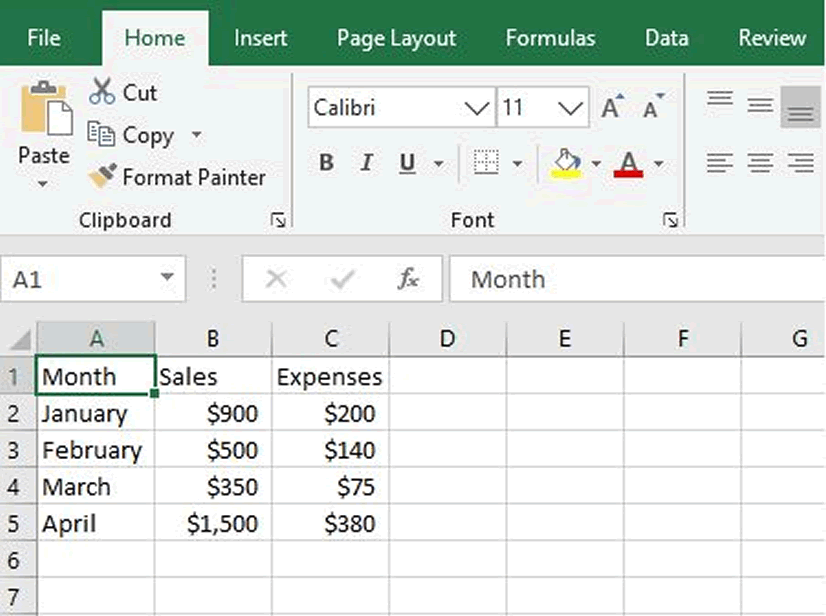 File Home Insert Page Layout Formulas Data Review
Cut
Calibri 11 A A
Copy
Paste
B I U A
Format Painter
Clipboard Font
A1 fx Month
A B C D E F G
1 Month Sales Expenses
2 January $900 $200
3 February $500 $140
4 March $350 $75
5 April $1,500 $380
6
7